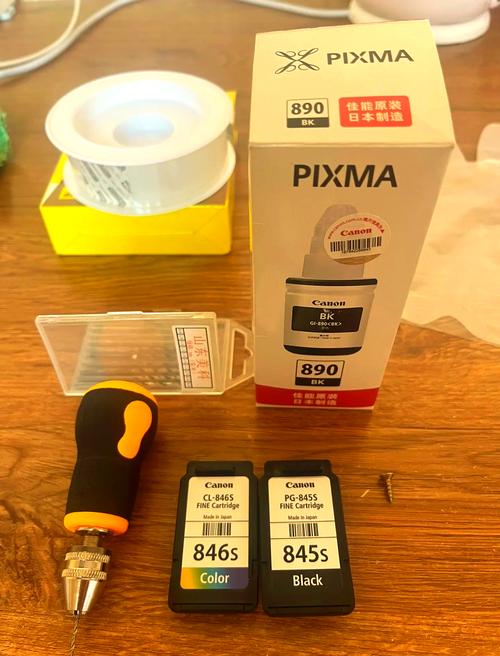 PIXMA
890
BK
佳能原装
日本制造
PIXMA
Canon
Canon
BK
GI-890<BK>
890
BK
佳能原装
日本制造
Canon
CL-846S
FINE Cartridge
Made in Japan
846s
Color
Canon
PG-845S
FINE Cartridge
Made in Japan
845s
Black